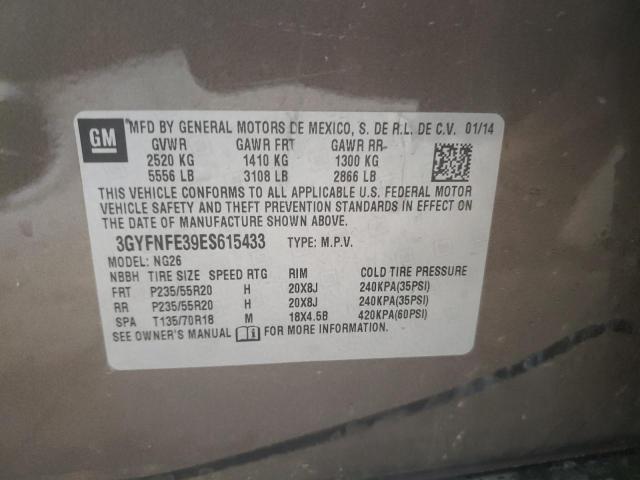 GM
MFD BY GENERAL MOTORS DE MEXICO, S. DE R.L. DE C.V. 01/14
GVWR GAWR FRT GAWR RR
2520 KG 1410 KG 1300 KG
5556 LB 3108 LB 2866 LB
THIS VEHICLE CONFORMS TO ALL APPLICABLE U.S. FEDERAL MOTOR
VEHICLE SAFETY AND THEFT PREVENTION STANDARDS IN EFFECT ON
THE DATE OF MANUFACTURE SHOWN ABOVE.
3GYFNFE39ES615433 TYPE: M.P.V.
MODEL: NG26
NBBH TIRE SIZE SPEED RTG RIM COLD TIRE PRESSURE
FRT P235/55R20 H 20X8J 240KPA(35PSI)
RR P235/55R20 H 20X8J 240KPA(35PSI)
SPA T135/70R18 M 18X4.5B 420KPA(60PSI)
SEE OWNER'S MANUAL FOR MORE INFORMATION.